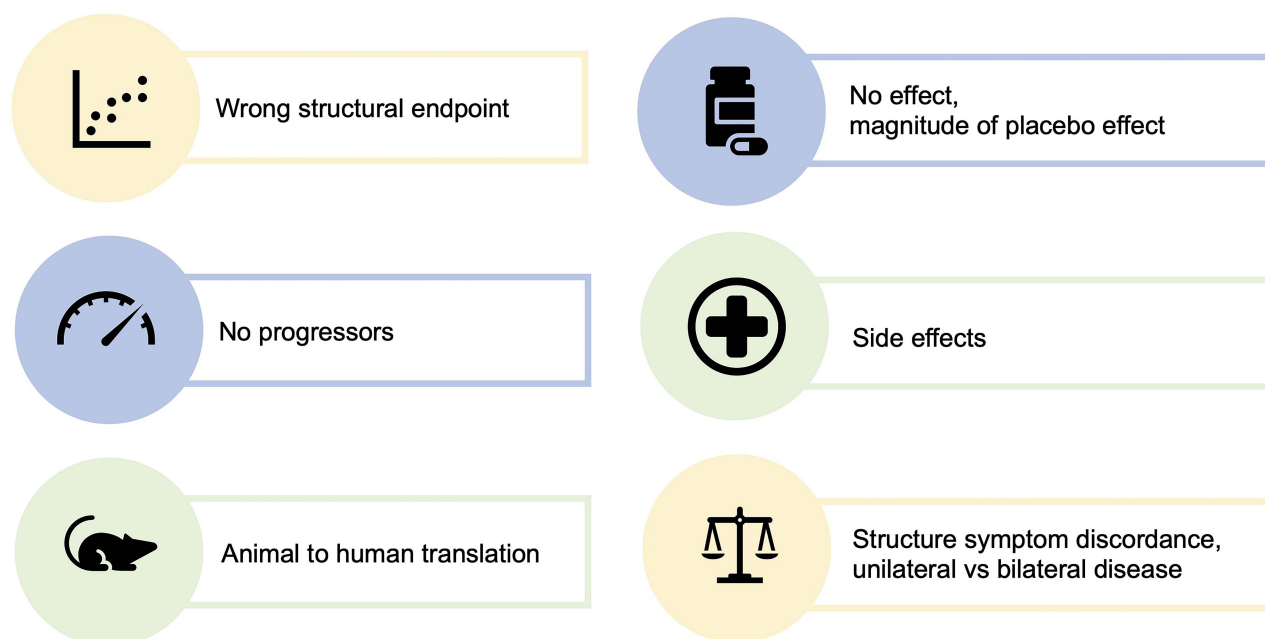 Wrong structural endpoint
No effect,
magnitude of placebo effect
No progressors
Side effects
Animal to human translation
Structure symptom discordance,
unilateral vs bilateral disease